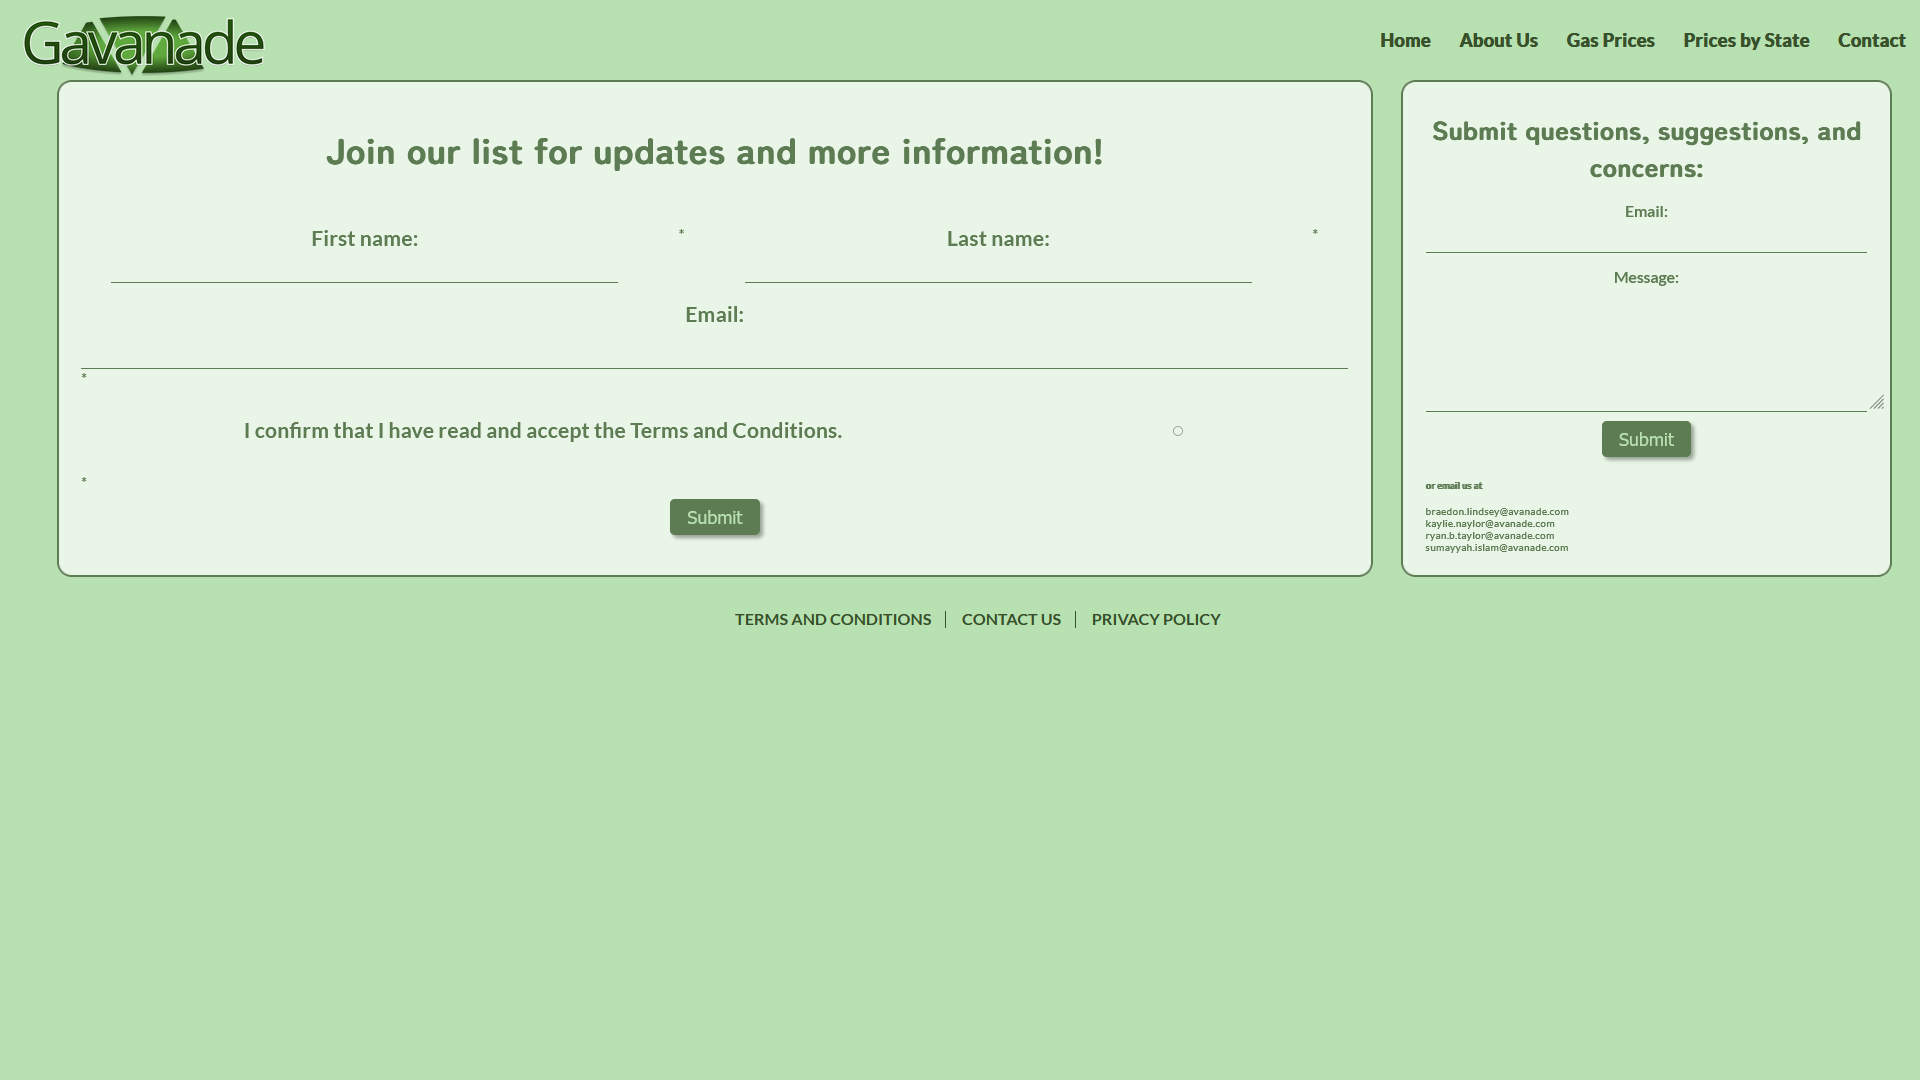 Gavanade
Home About Us Gas Prices Prices by State Contact
Join our list for updates and more information!
First name: * Last name: *
Email:
*
I confirm that I have read and accept the Terms and Conditions.
*
Submit
Submit questions, suggestions, and
concerns:
Email:
Message:
Submit
or email us at
braedon.lindsey@avanade.com
kaylie.naylor@avanade.com
ryan.b.taylor@avanade.com
sumayyah.islam@avanade.com
TERMS AND CONDITIONS CONTACT US PRIVACY POLICY